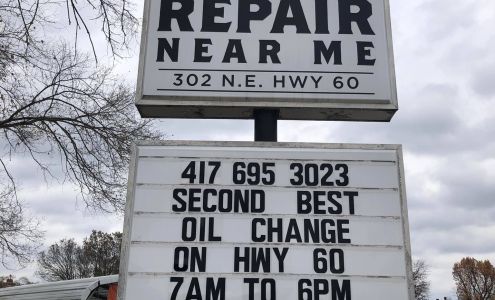 REPAIR
NEAR ME
302 N.E. HWY 60
417 695 3023
SECOND BEST
OIL CHANGE
ON HWY 60
7AM TO 6PM